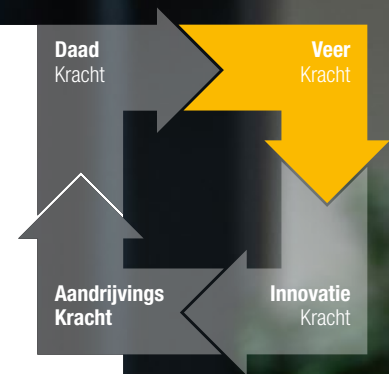 Daad
Kracht
Veer
Kracht
Aandrijvings
Kracht
Innovatie
Kracht